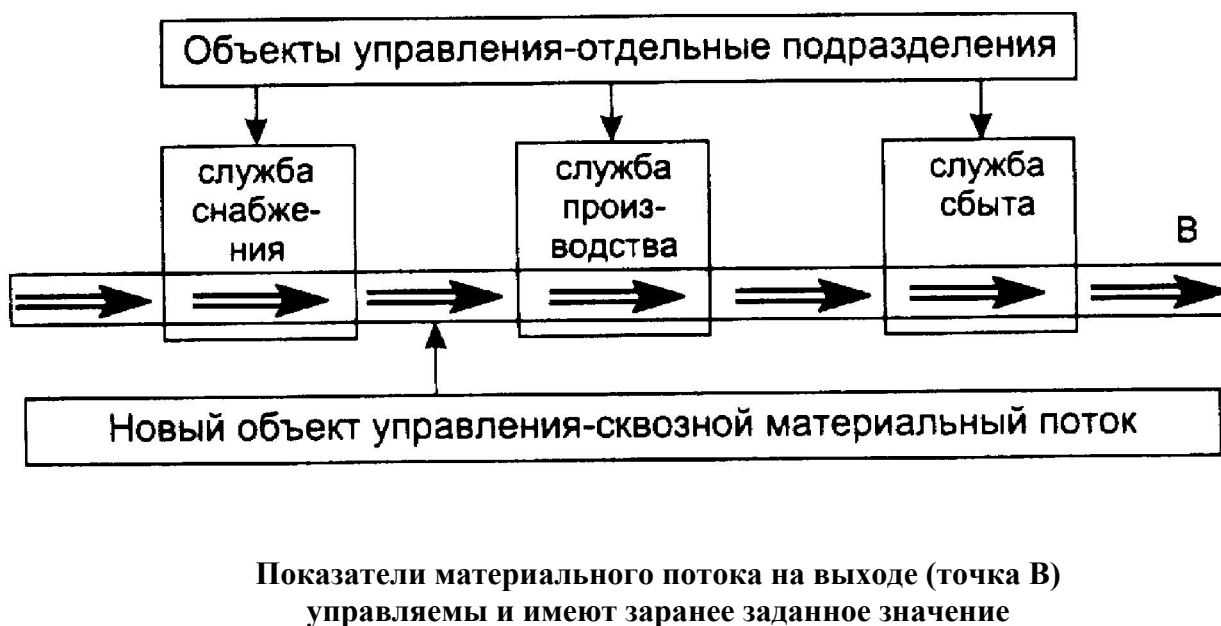 Объекты управления-отдельные подразделения
служба
снабже-
ния
служба
произ-
водства
служба
сбыта
В
Новый объект управления-сквозной материальный поток
Показатели материального потока на выходе (точка В)
управляемы и имеют заранее заданное значение